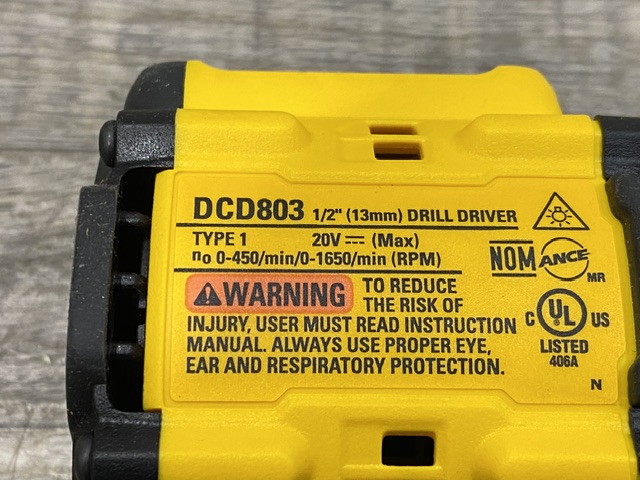 DCD803 1/2" (13mm) DRILL DRIVER
TYPE 1 20V ⎓ (Max)
no 0-450/min/0-1650/min (RPM)
NOM ANCE MR
⚠WARNING TO REDUCE
THE RISK OF
INJURY, USER MUST READ INSTRUCTION
MANUAL. ALWAYS USE PROPER EYE,
EAR AND RESPIRATORY PROTECTION.
C UL US
LISTED
406A
N